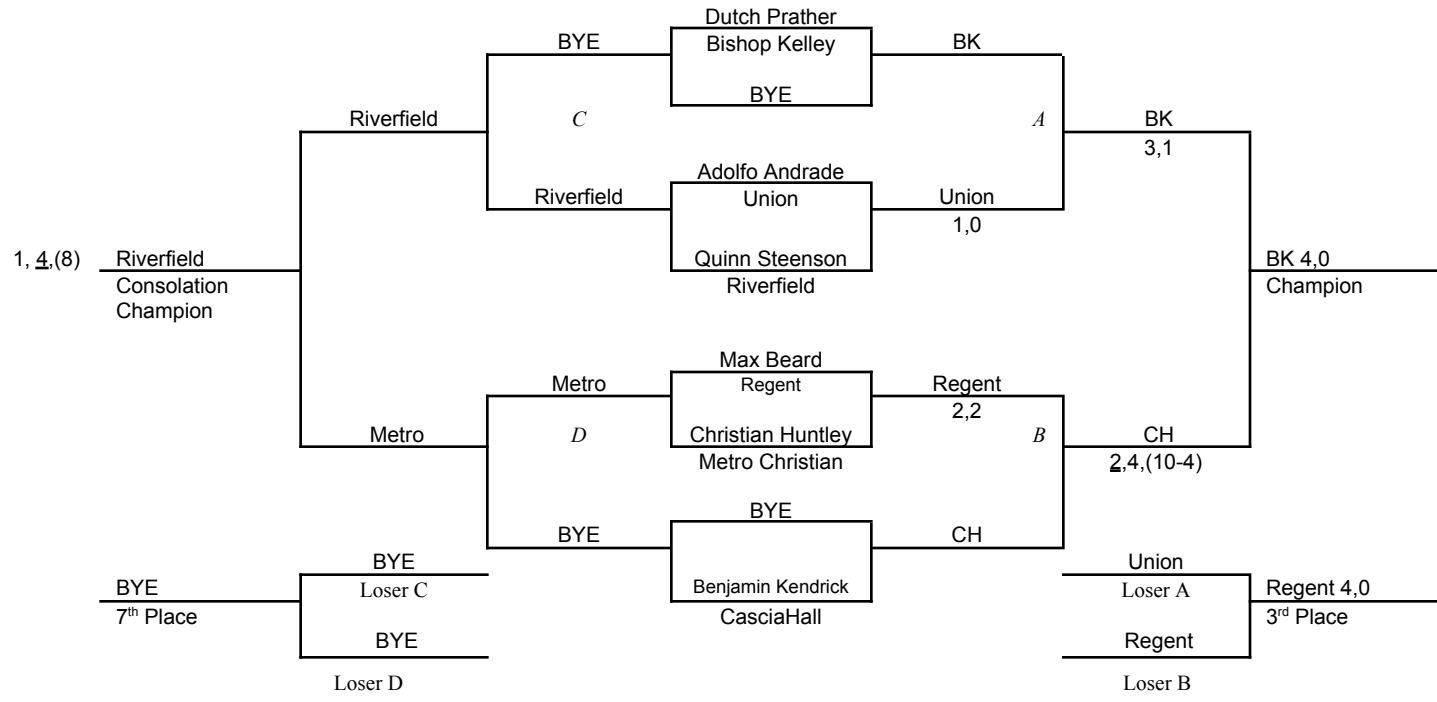 Dutch Prather
BYE
Bishop Kelley
BK
BYE
Riverfield
C
A
BK
3,1
Adolfo Andrade
Riverfield
Union
Union
1,0
1, 4,(8)
Riverfield
Quinn Steenson
BK 4,0
Consolation
Champion
Riverfield
Champion
Max Beard
Metro
Regent
Regent
2,2
Metro
D
Christian Huntley
B
CH
Metro Christian
2,4,(10-4)
BYE
BYE
CH
BYE
Union
BYE
Loser C
Benjamin Kendrick
Loser A
Regent 4,0
7th Place
CasciaHall
3rd Place
BYE
Regent
Loser D
Loser B